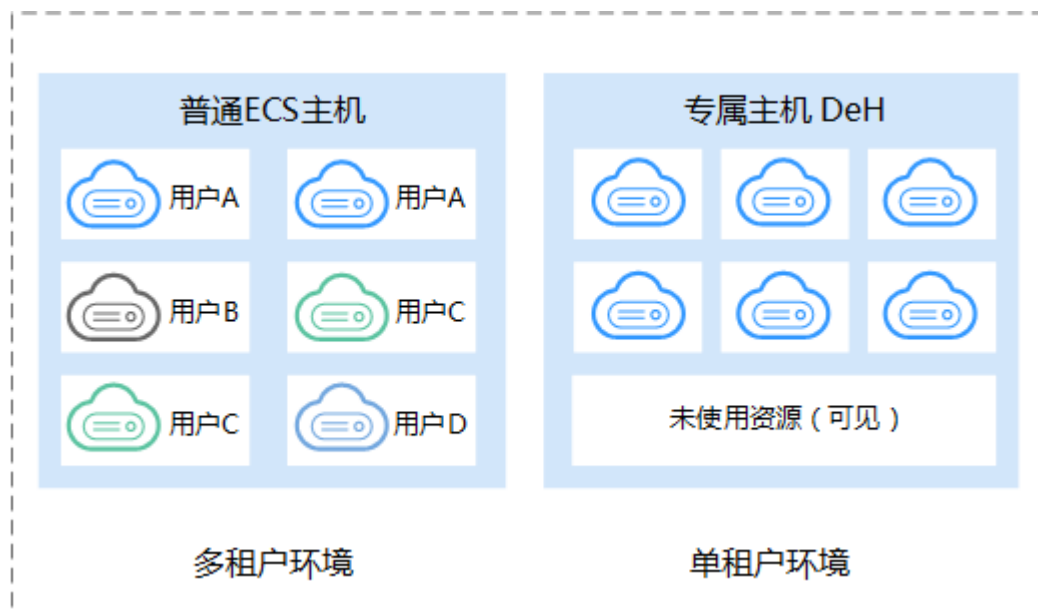 普通ECS主机
用户A
用户A
用户B
用户C
用户C
用户D
多租户环境
专属主机 DeH
未使用资源（可见）
单租户环境